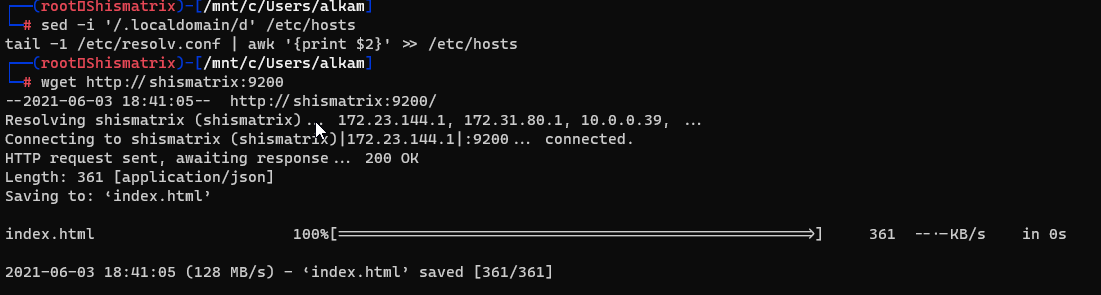 ┌──(root㉿Shismatrix)-[/mnt/c/Users/alkam]
└─# sed -i '/.localdomain/d' /etc/hosts
tail -1 /etc/resolv.conf | awk '{print $2}' >> /etc/hosts
┌──(root㉿Shismatrix)-[/mnt/c/Users/alkam]
└─# wget http://shismatrix:9200
--2021-06-03 18:41:05--  http://shismatrix:9200/
Resolving shismatrix (shismatrix)... 172.23.144.1, 172.31.80.1, 10.0.0.39, ...
Connecting to shismatrix (shismatrix)|172.23.144.1|:9200... connected.
HTTP request sent, awaiting response... 200 OK
Length: 361 [application/json]
Saving to: ‘index.html’
index.html 100%[===================================================>] 361 --.-KB/s in 0s
2021-06-03 18:41:05 (128 MB/s) - ‘index.html’ saved [361/361]